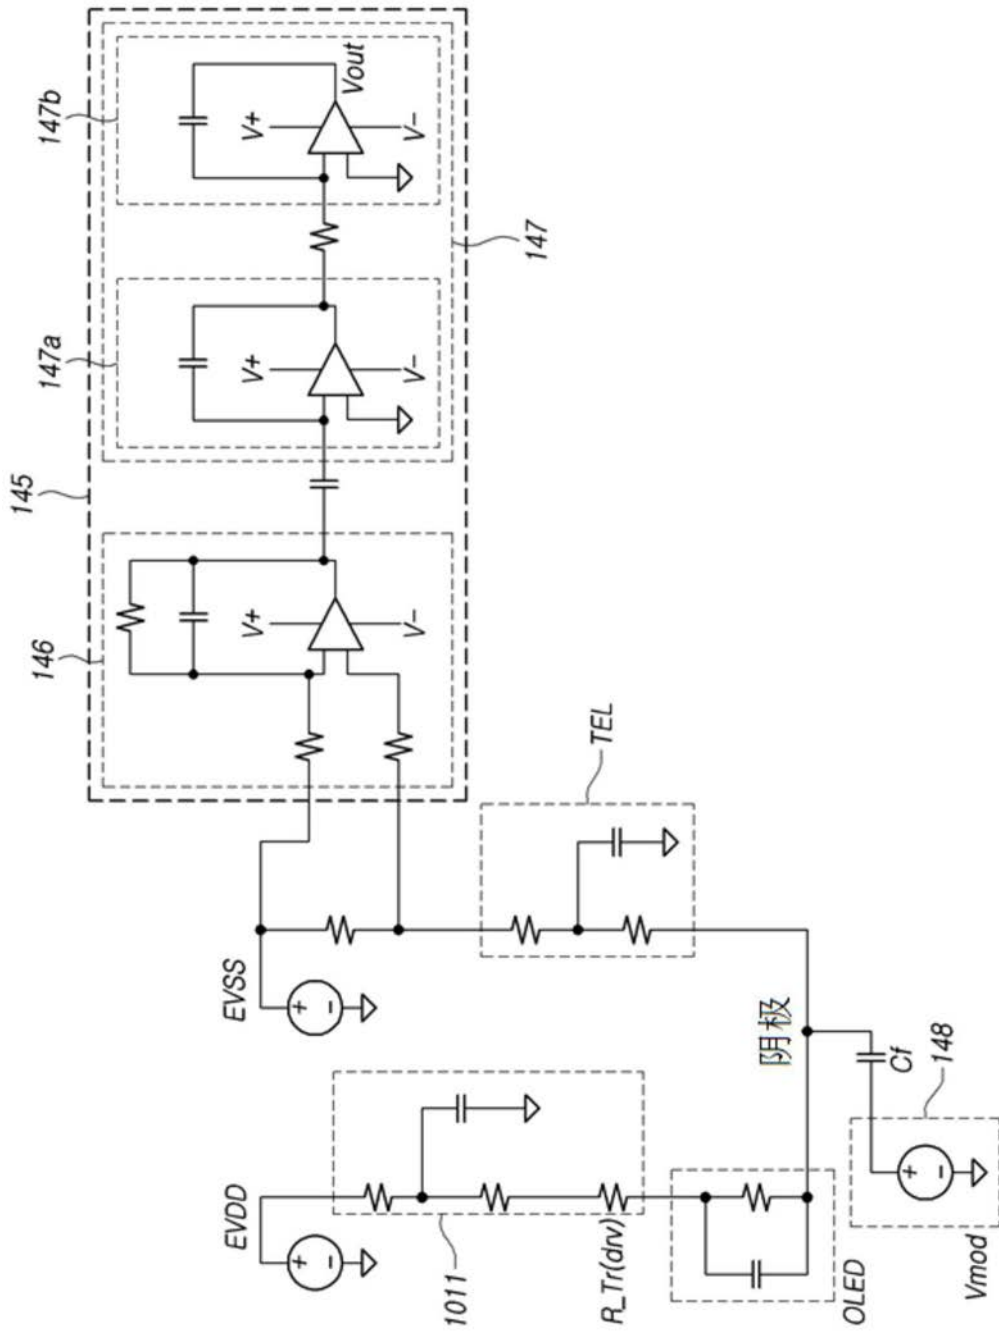 145
146
147a
147b
EVDD
EVSS
V+
V+
V+
Vout
V−
V−
V−
1011
147
TEL
R_Tr(drv)
阴极
OLED
Cf
148
Vmod